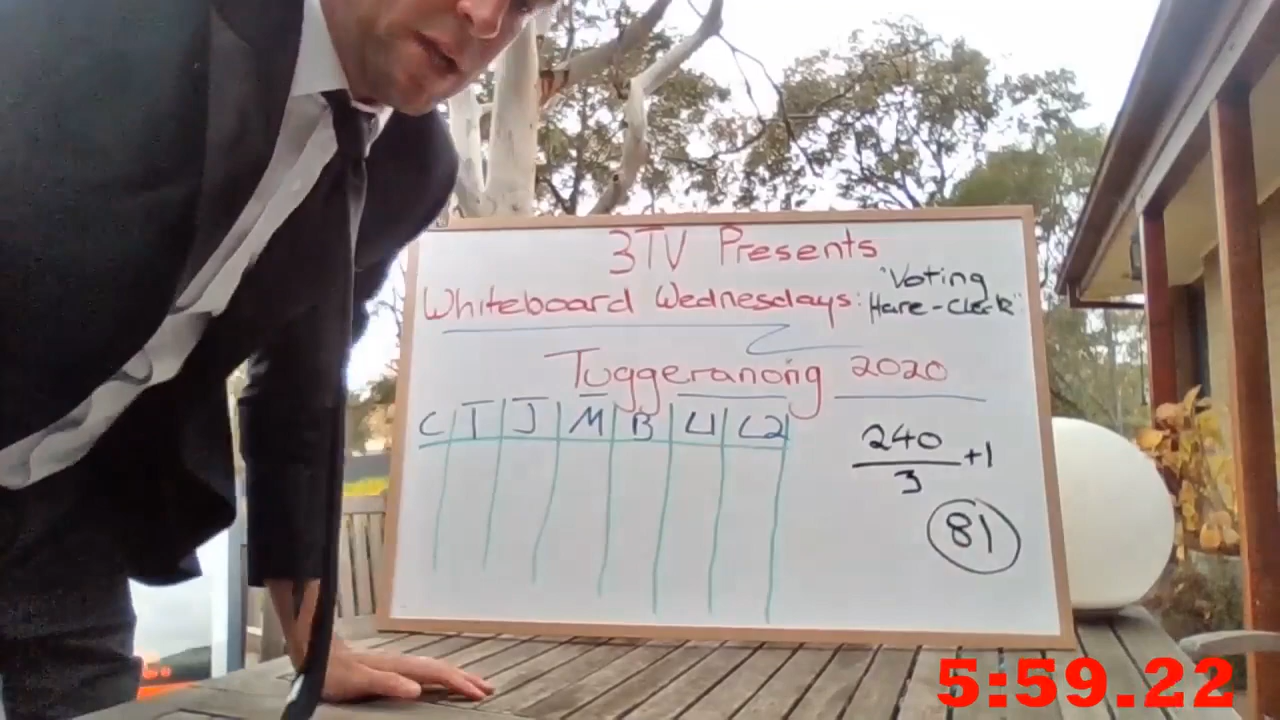 3TV Presents
Whiteboard Wednesdays: "Voting
Hare-Clark"
Tuggeranong 2020
C T J M B L1 L2
240
3
+1
81
5:59.22